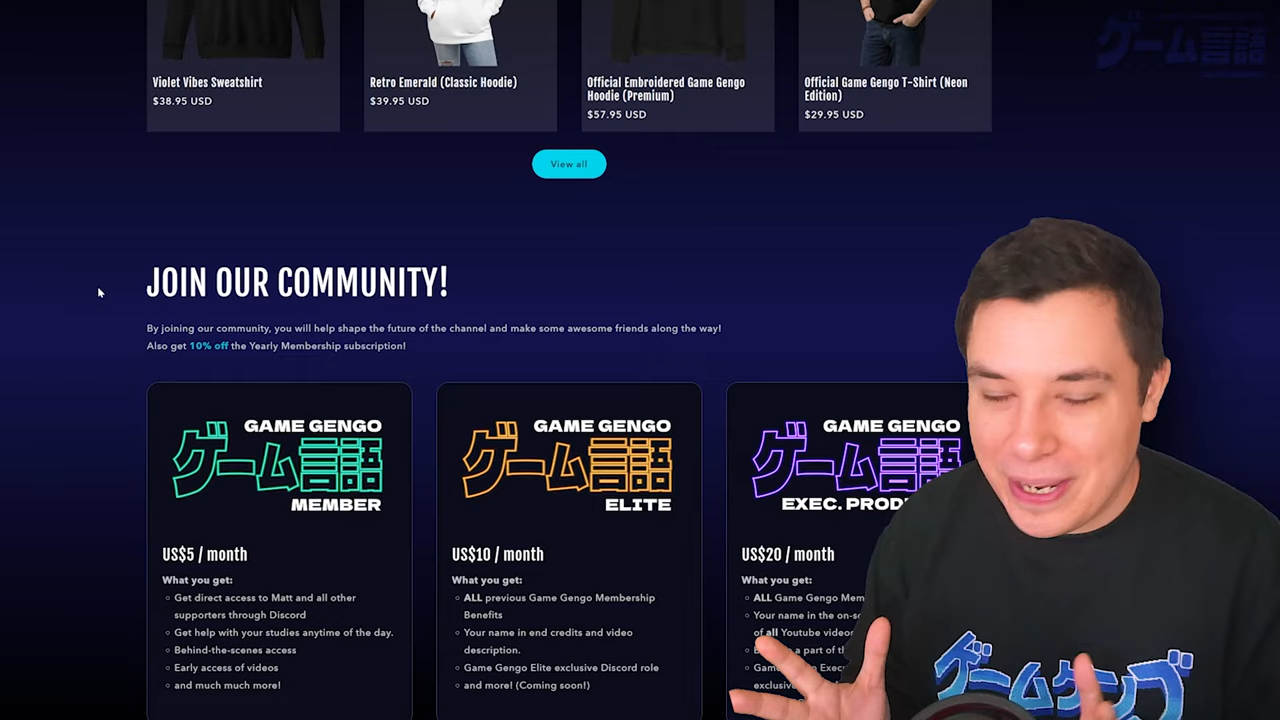 ゲーム言語
Violet Vibes Sweatshirt
$38.95 USD
Retro Emerald (Classic Hoodie)
$39.95 USD
Official Embroidered Game Gengo
Hoodie (Premium)
$57.95 USD
Official Game Gengo T-Shirt (Neon
Edition)
$29.95 USD
View all
JOIN OUR COMMUNITY!
By joining our community, you will help shape the future of the channel and make some awesome friends along the way!
Also get 10% off the Yearly Membership subscription!
GAME GENGO
ゲーム言語
MEMBER
US$5 / month
What you get:
Get direct access to Matt and all other
supporters through Discord
Get help with your studies anytime of the day.
Behind-the-scenes access
Early access of videos
and much much more!
GAME GENGO
ゲーム言語
ELITE
US$10 / month
What you get:
ALL previous Game Gengo Membership
Benefits
Your name in end credits and video
description.
Game Gengo Elite exclusive Discord role
and more! (Coming soon!)
GAME GENGO
ゲーム言語
EXEC. PROD
US$20 / month
What you get:
ALL Game Gengo Mem
Your name in the on-s
of all Youtube videos
a part of th
Exec
exclusive
ゲームゲンゴ